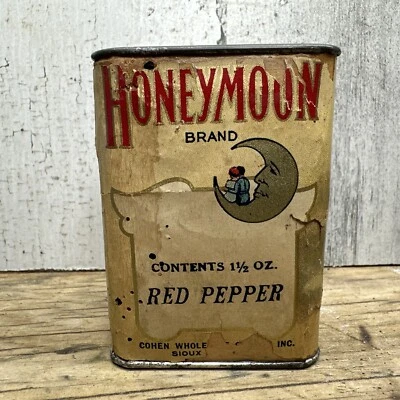 HONEYMOON
BRAND
CONTENTS 1½ OZ.
RED PEPPER
COHEN WHOLE INC.
SIOUX